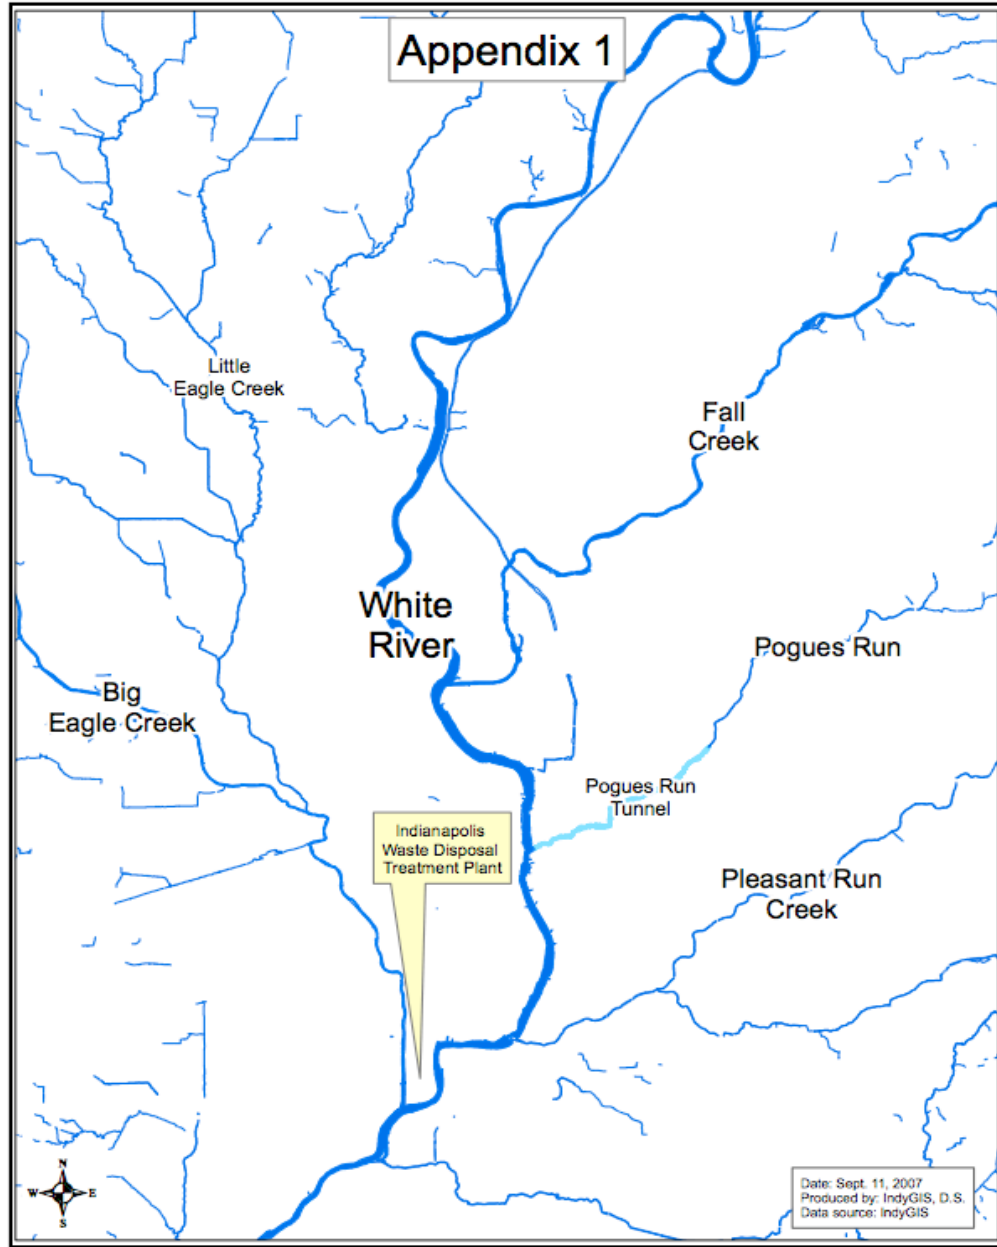 Appendix 1
Little
Eagle Creek
Fall
Creek
White
River
Pogues Run
Big
Eagle Creek
Pogues Run
Tunnel
Indianapolis
Waste Disposal
Treatment Plant
Pleasant Run
Creek
N
W E
S
Date: Sept. 11, 2007
Produced by: IndyGIS, D.S.
Data source: IndyGIS